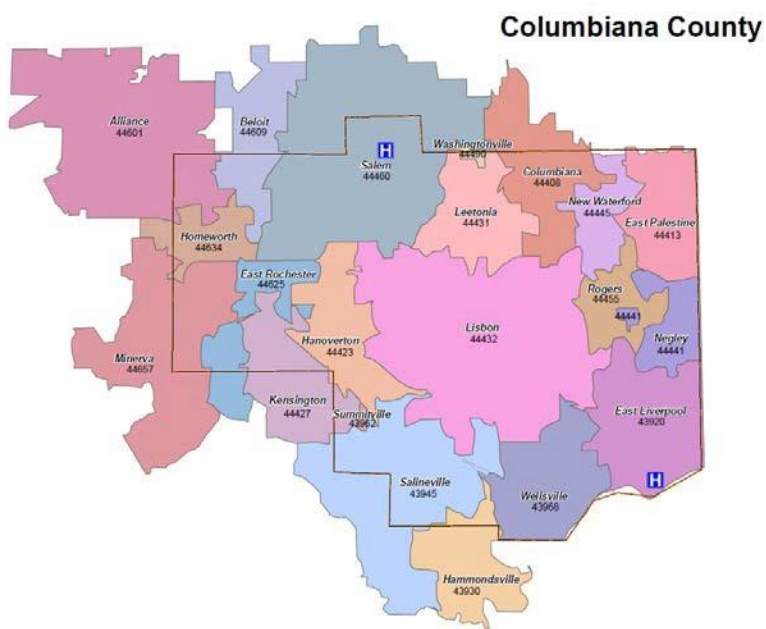 Columbiana County
Alliance
44601
Beloit
44609
H
Salem
44460
Washingtonville
44490
Columbiana
44408
New Waterford
44445
Leetonia
44431
East Palestine
44413
Homeworth
44634
East Rochester
44625
Rogers
44455
44441
Lisbon
44432
Hanoverton
44423
Negley
44441
Minerva
44657
Kensington
44427
Summitville
43962
East Liverpool
43920
H
Salineville
43945
Wellsville
43968
Hammondsville
43930